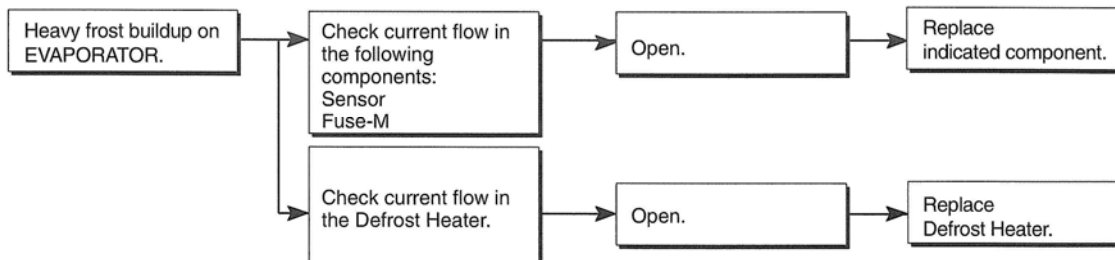 Heavy frost buildup on
EVAPORATOR.
Check current flow in
the following
components:
Sensor
Fuse-M
Open.
Replace
indicated component.
Check current flow in
the Defrost Heater.
Open.
Replace
Defrost Heater.